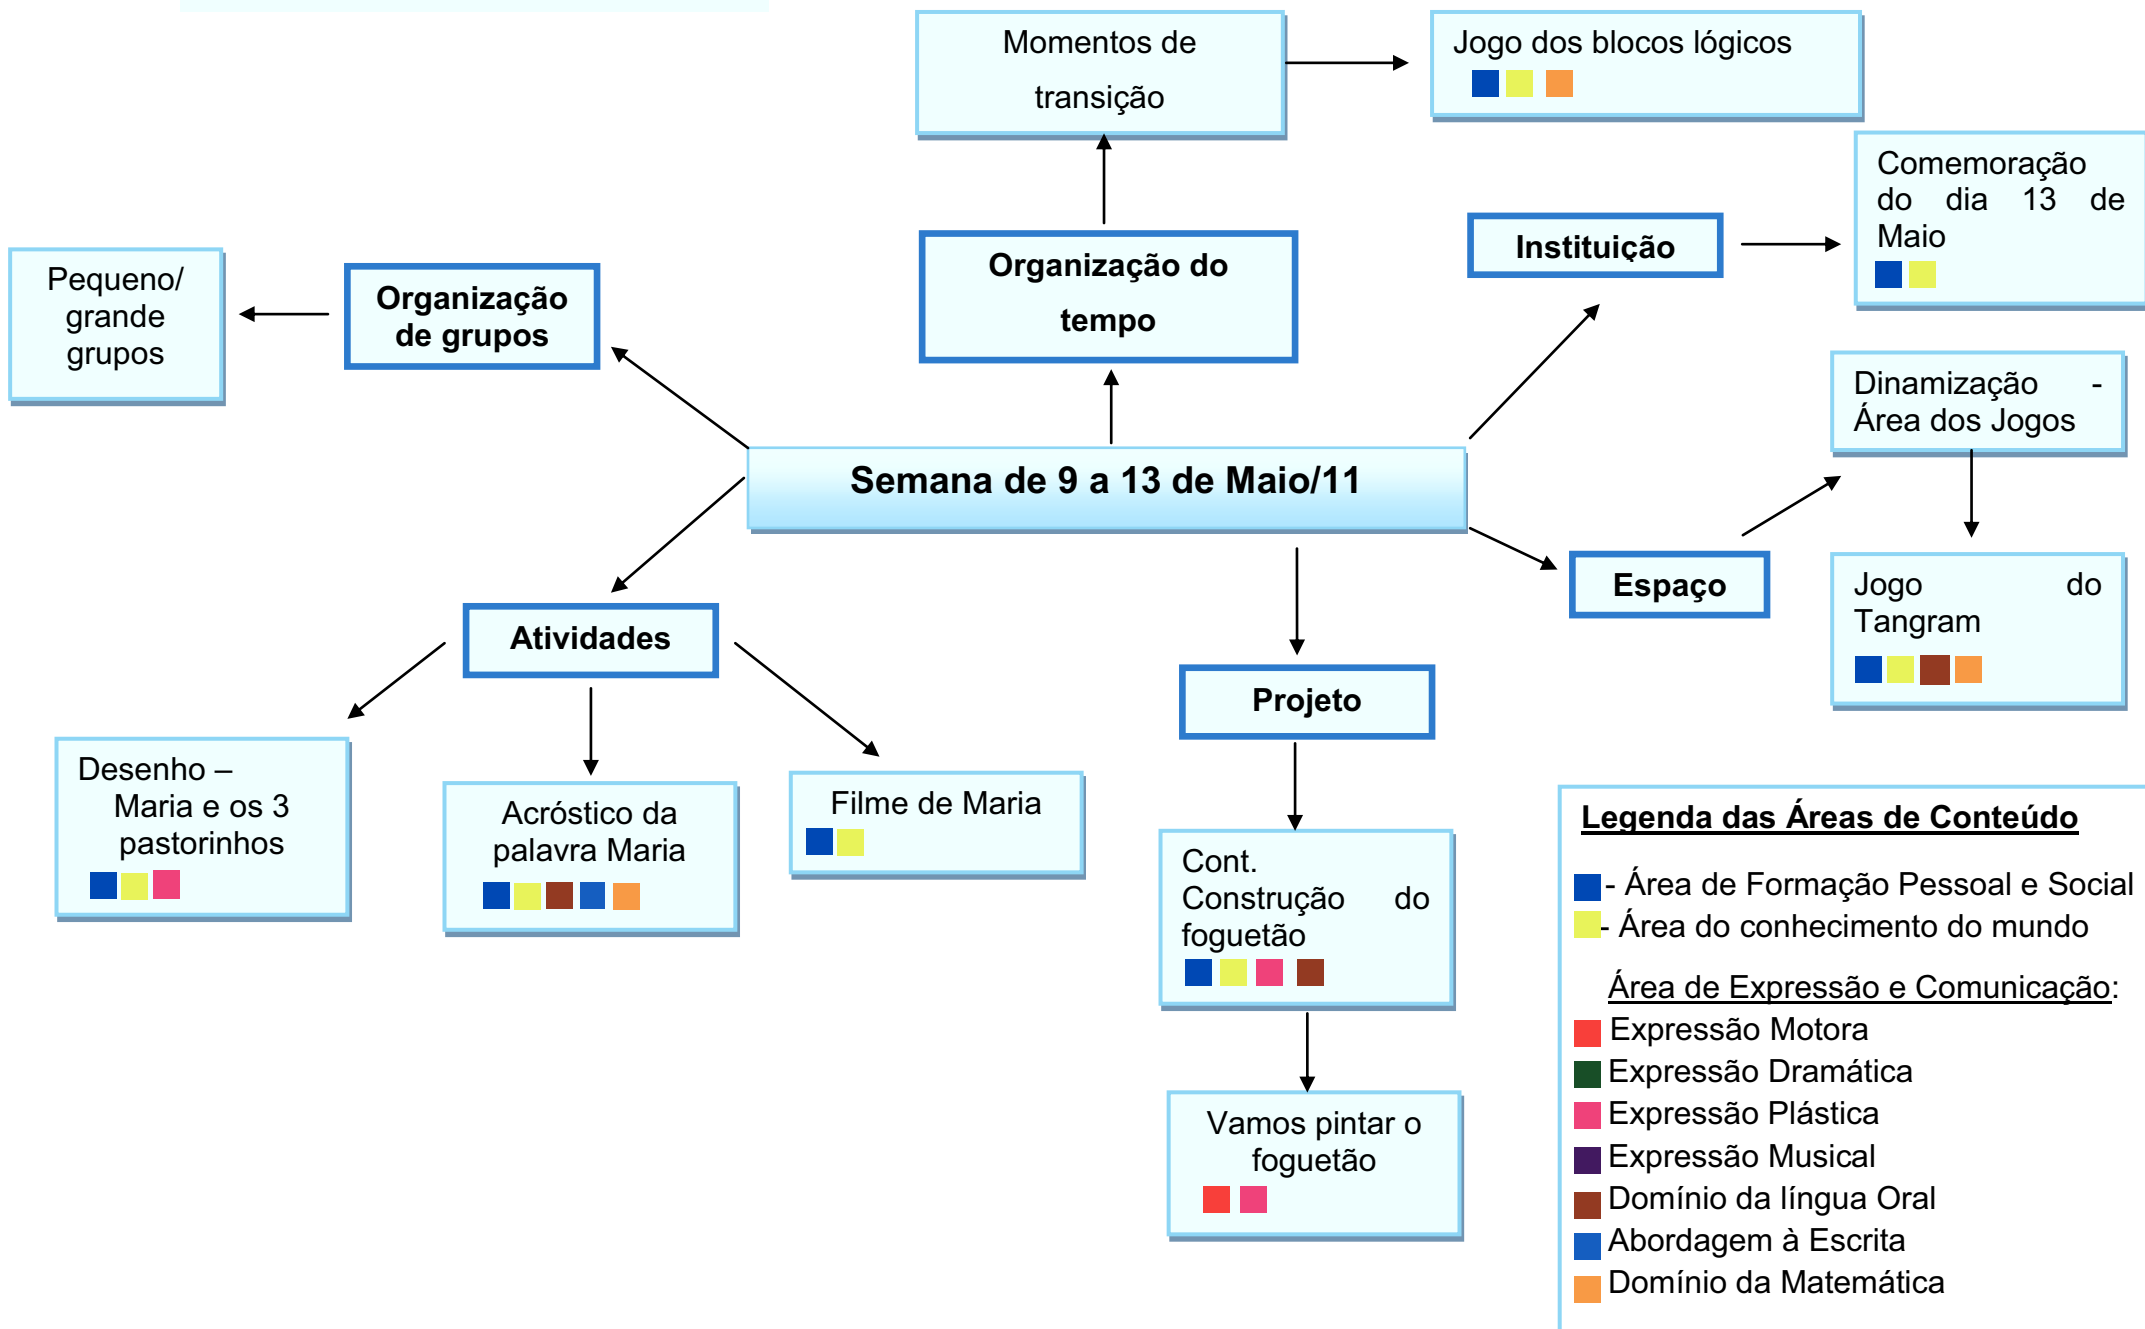 Momentos de
transição
Jogo dos blocos lógicos
Comemoração
do dia 13 de
Maio
Instituição
Organização do
tempo
Pequeno/
grande
grupos
Organização
de grupos
Dinamização -
Área dos Jogos
Semana de 9 a 13 de Maio/11
Espaço
Jogo do
Tangram
Atividades
Projeto
Desenho –
Maria e os 3
pastorinhos
Acróstico da
palavra Maria
Filme de Maria
Cont.
Construção do
foguetão
Vamos pintar o
foguetão
Legenda das Áreas de Conteúdo
- Área de Formação Pessoal e Social
- Área do conhecimento do mundo
Área de Expressão e Comunicação:
Expressão Motora
Expressão Dramática
Expressão Plástica
Expressão Musical
Domínio da língua Oral
Abordagem à Escrita
Domínio da Matemática